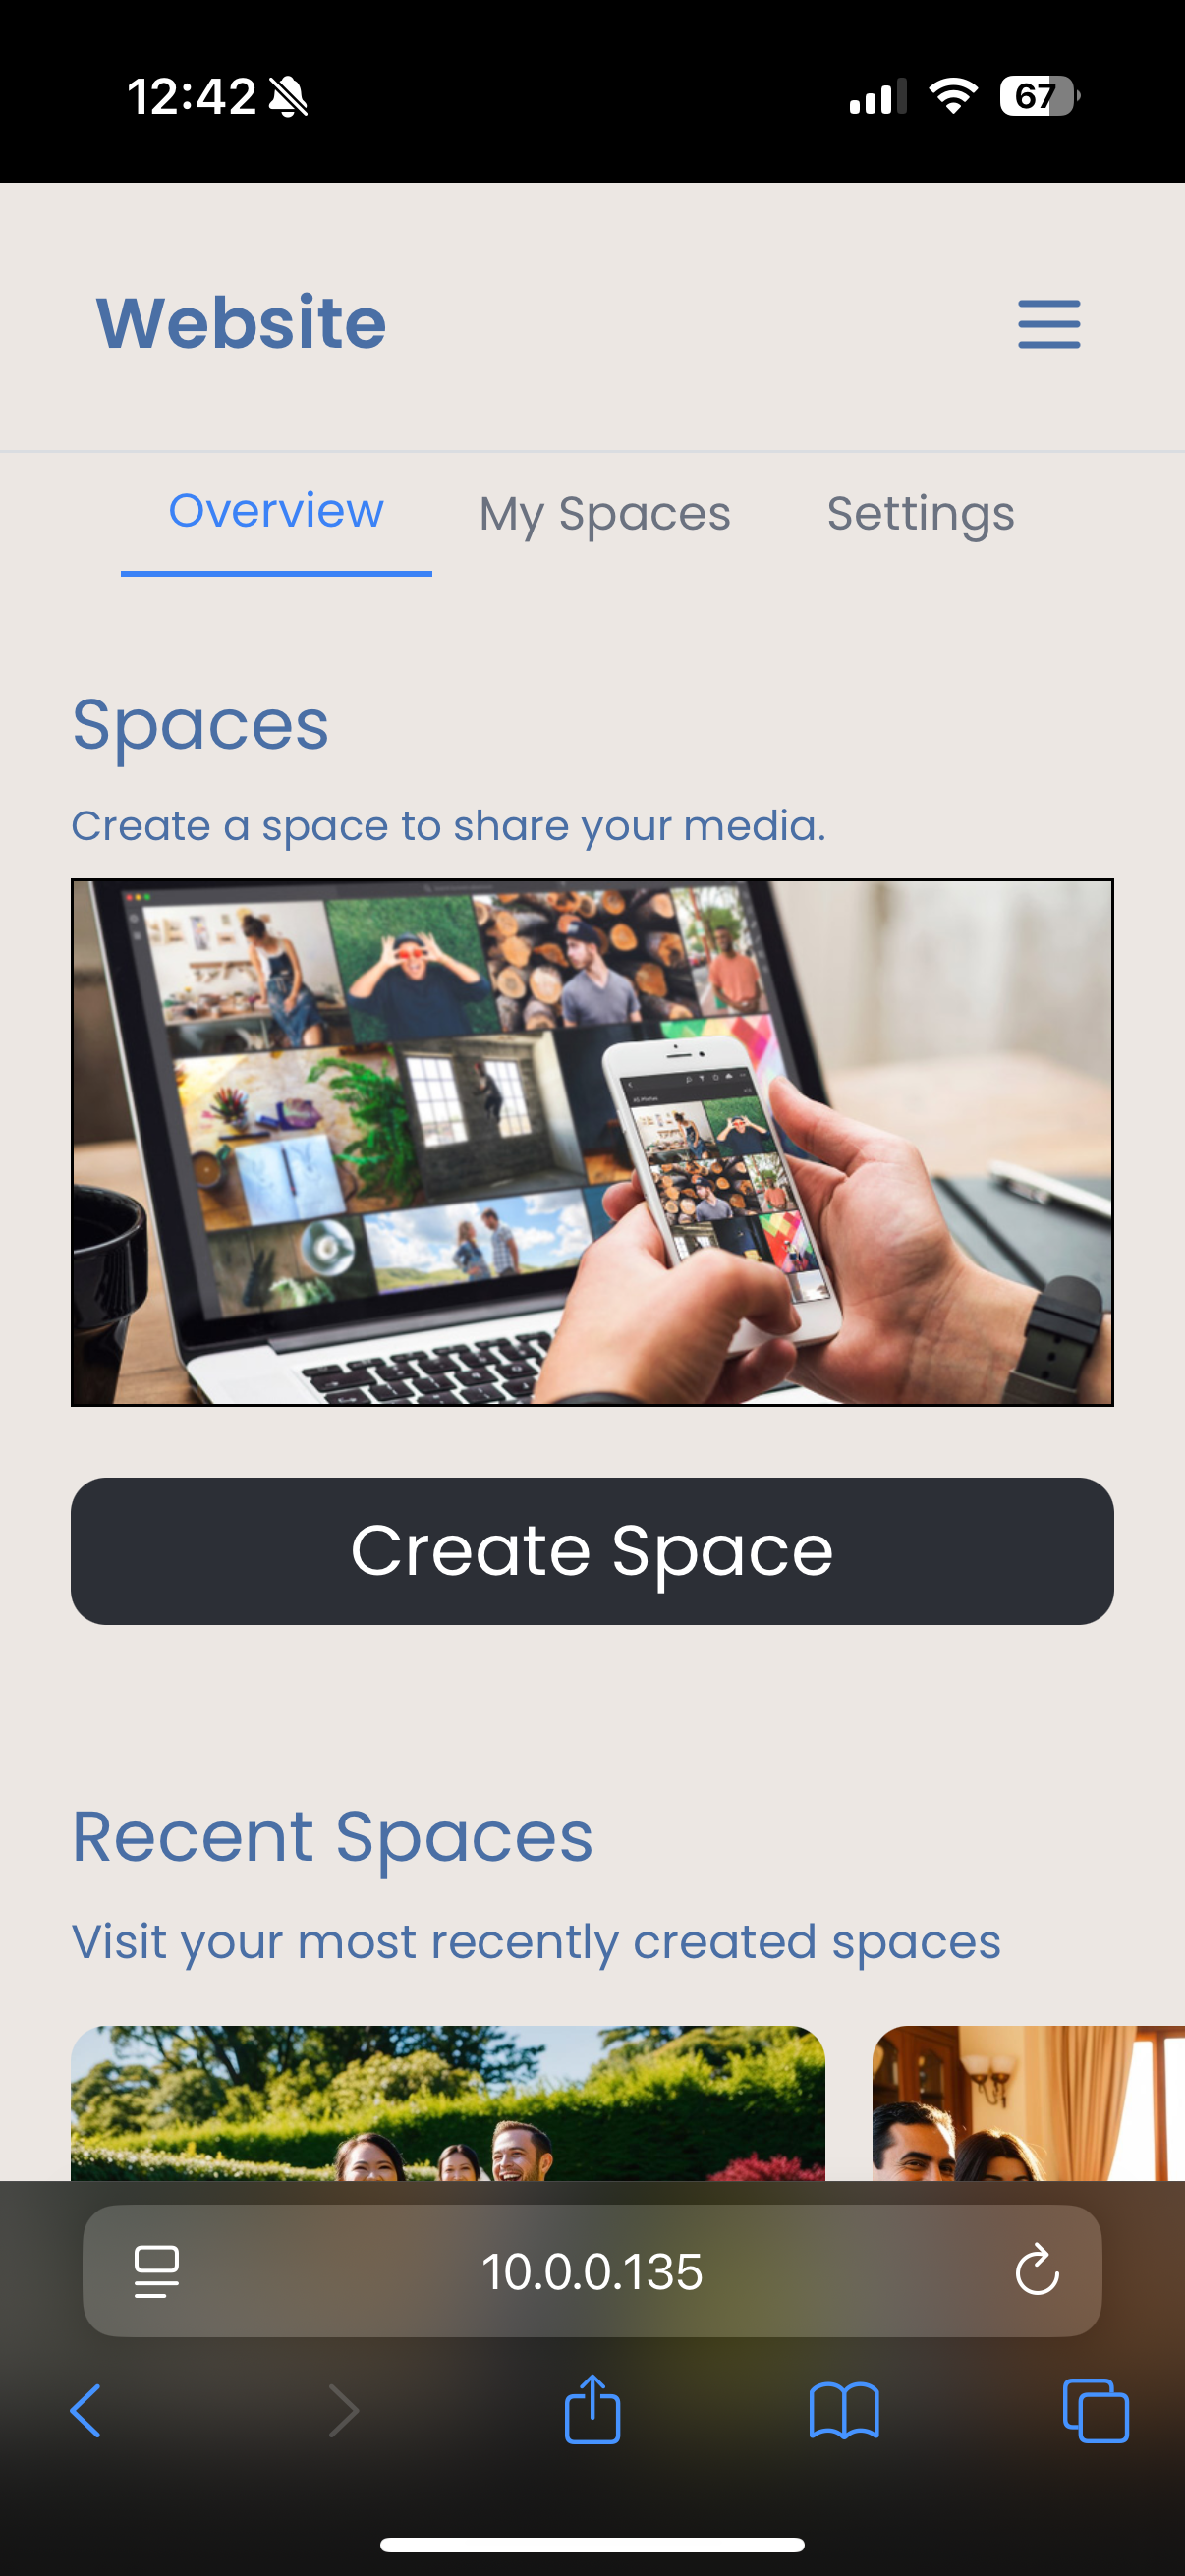 12:42
67
Website
Overview My Spaces Settings
Spaces
Create a space to share your media.
Create Space
Recent Spaces
Visit your most recently created spaces
10.0.0.135